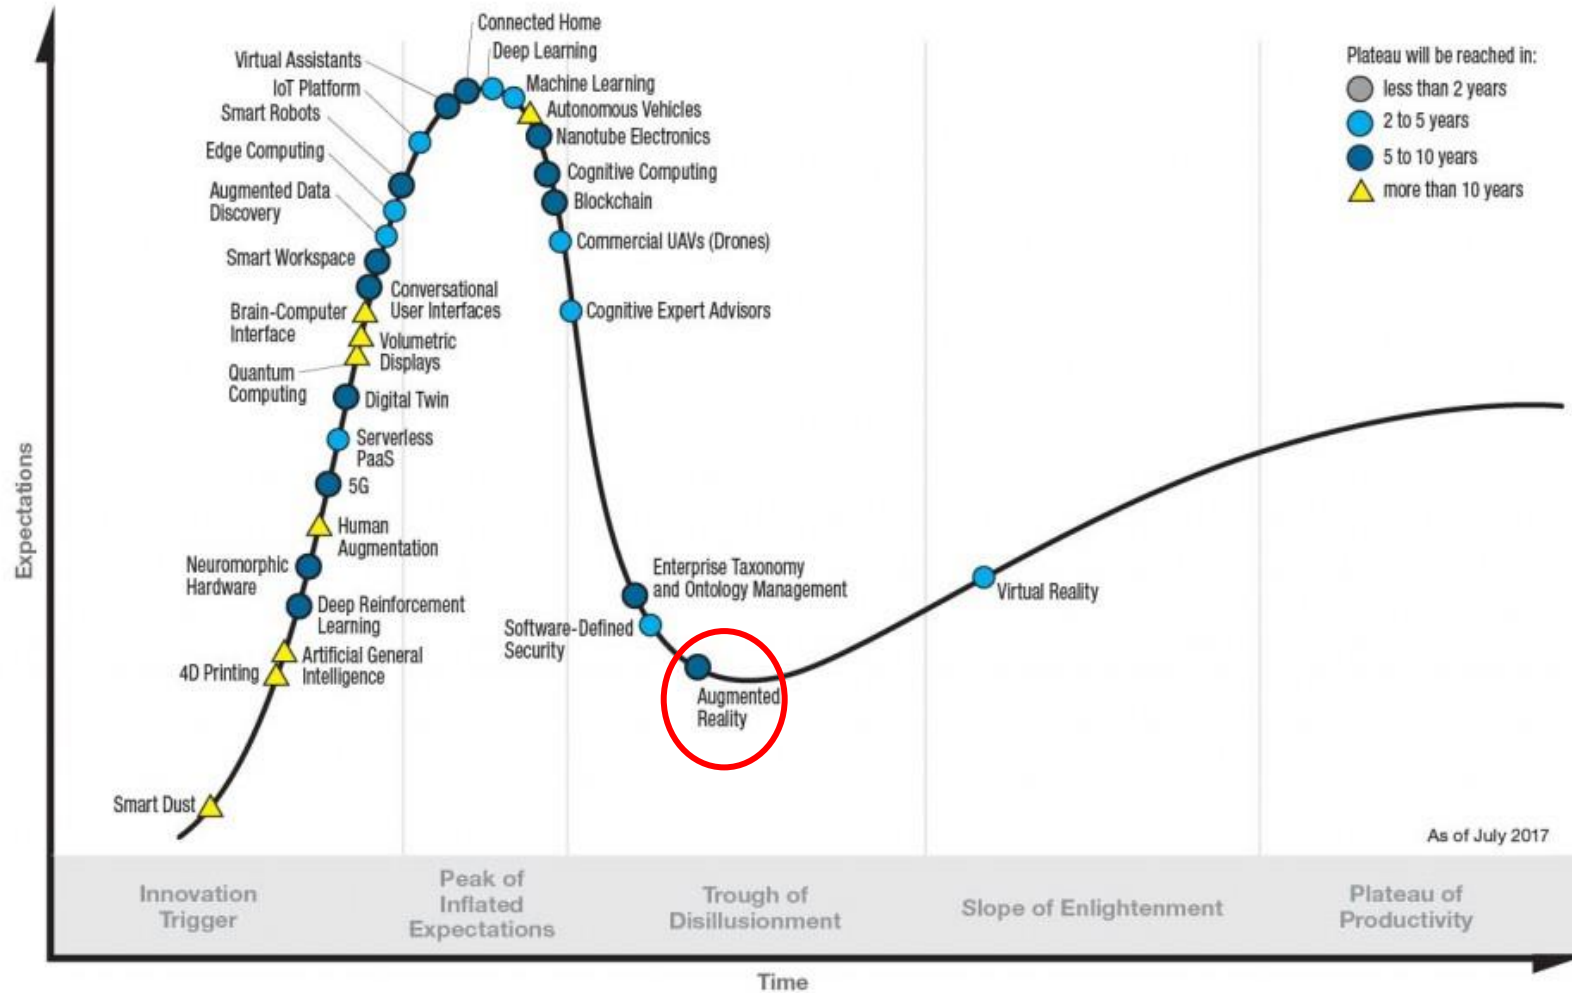 Connected Home
Deep Learning
Virtual Assistants
IoT Platform
Machine Learning
Smart Robots
Autonomous Vehicles
Nanotube Electronics
Edge Computing
Cognitive Computing
Augmented Data
Discovery
Blockchain
Smart Workspace
Commercial UAVs (Drones)
Conversational
User Interfaces
Brain-Computer
Interface
Cognitive Expert Advisors
Volumetric
Displays
Quantum
Computing
Digital Twin
Serverless
PaaS
5G
Human
Augmentation
Neuromorphic
Hardware
Deep Reinforcement
Learning
Artificial General
Intelligence
4D Printing
Smart Dust
Enterprise Taxonomy
and Ontology Management
Software-Defined
Security
Augmented
Reality
Virtual Reality
Plateau will be reached in:
less than 2 years
2 to 5 years
5 to 10 years
more than 10 years
As of July 2017
Expectations
Innovation
Trigger
Peak of
Inflated
Expectations
Trough of
Disillusionment
Slope of Enlightenment
Plateau of
Productivity
Time